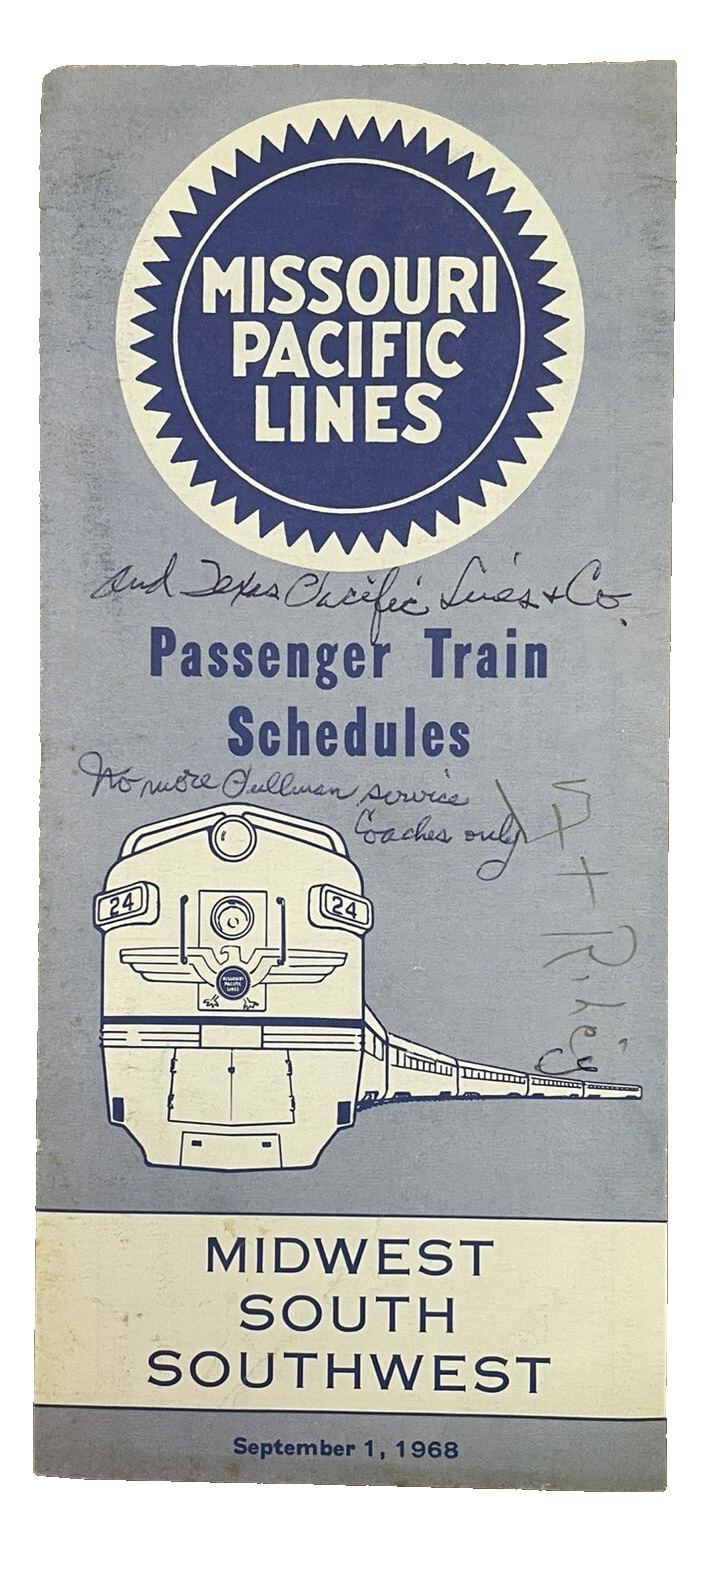 MISSOURI
PACIFIC
LINES
and Texas Pacific Lines & Co.
Passenger Train
Schedules
No more Pullman service
Coaches only
24 24
MISSOURI
PACIFIC
LINES
MIDWEST
SOUTH
SOUTHWEST
September 1, 1968